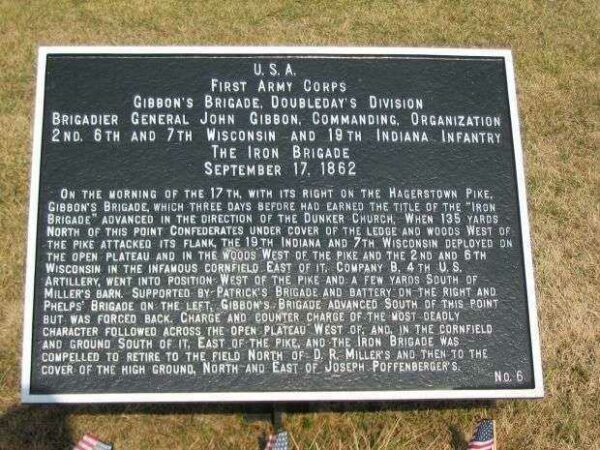 U. S. A.
First Army Corps
Gibbon's Brigade, Doubleday's Division
Brigadier General John Gibbon, Commanding, Organization
2nd, 6th and 7th Wisconsin and 19th Indiana Infantry
The Iron Brigade
September 17, 1862
On the morning of the 17th, with its right on the Hagerstown Pike,
Gibbon's Brigade, which three days before had earned the title of the "Iron
Brigade" advanced in the direction of the Dunker Church. When 135 yards
North of this point Confederates under cover of the ledge and woods West of
the pike attacked its flank, the 19th Indiana and 7th Wisconsin deployed on
the open plateau and in the woods West of the pike and the 2nd and 6th
Wisconsin in the infamous cornfield East of it. Company B, 4th U. S.
Artillery, went into position West of the pike and a few yards South of
Miller's barn. Supported by Patrick's Brigade and battery on the right and
Phelps' Brigade on the left, Gibbon's Brigade advanced South of this point
but was forced back. Charge and counter charge of the most deadly
character followed across the open plateau West of, and, in the cornfield
and ground South of it, East of the pike, and the Iron Brigade was
compelled to retire to the field North of D. R. Miller's and then to the
cover of the high ground, North and East of Joseph Poffenberger's.
No. 6